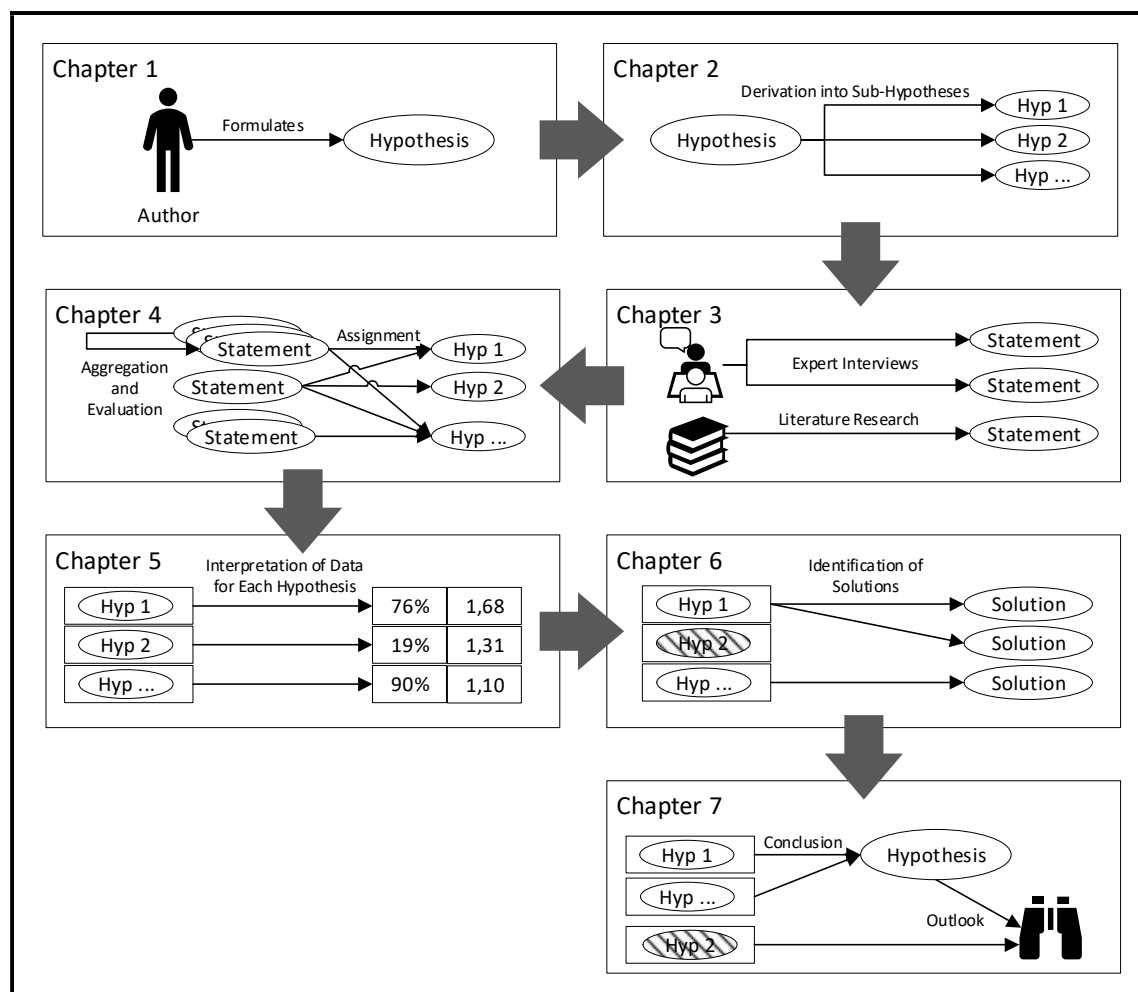 Chapter 1
Formulates
Hypothesis
Author
Chapter 2
Derivation into Sub-Hypotheses
Hypothesis
Hyp 1
Hyp 2
Hyp ...
Chapter 4
Statement
Statement
Statement
Aggregation
and
Evaluation
Assignment
Hyp 1
Hyp 2
Hyp ...
Chapter 3
Expert Interviews
Literature Research
Statement
Statement
Statement
Chapter 5
Interpretation of Data
for Each Hypothesis
Hyp 1
76%
1,68
Hyp 2
19%
1,31
Hyp ...
90%
1,10
Chapter 6
Identification of
Solutions
Hyp 1
Solution
Hyp 2
Solution
Hyp ...
Solution
Chapter 7
Hyp 1
Conclusion
Hypothesis
Hyp ...
Outlook
Hyp 2